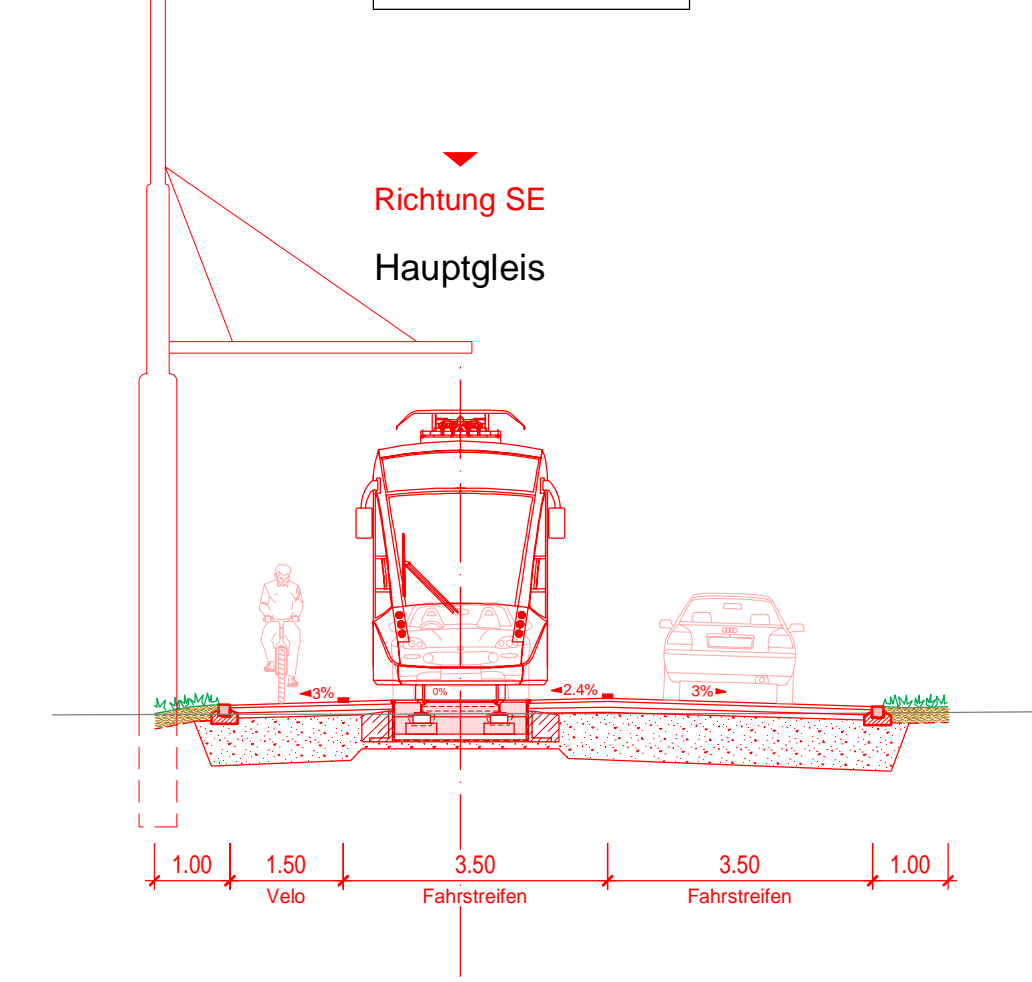 Richtung SE
Hauptgleis
3% 0% 2.4% 3%
1.00 1.50 3.50 3.50 1.00
Velo Fahrstreifen Fahrstreifen